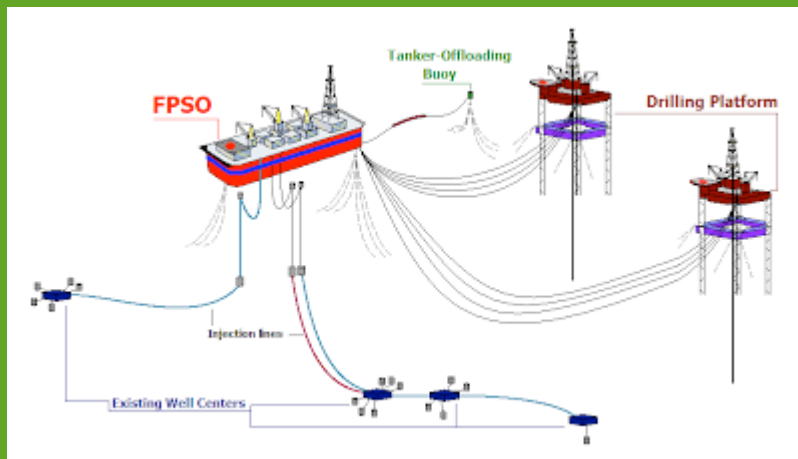 Tanker-Offloading
Buoy
FPSO
Drilling Platform
Injection lines
Existing Well Centers